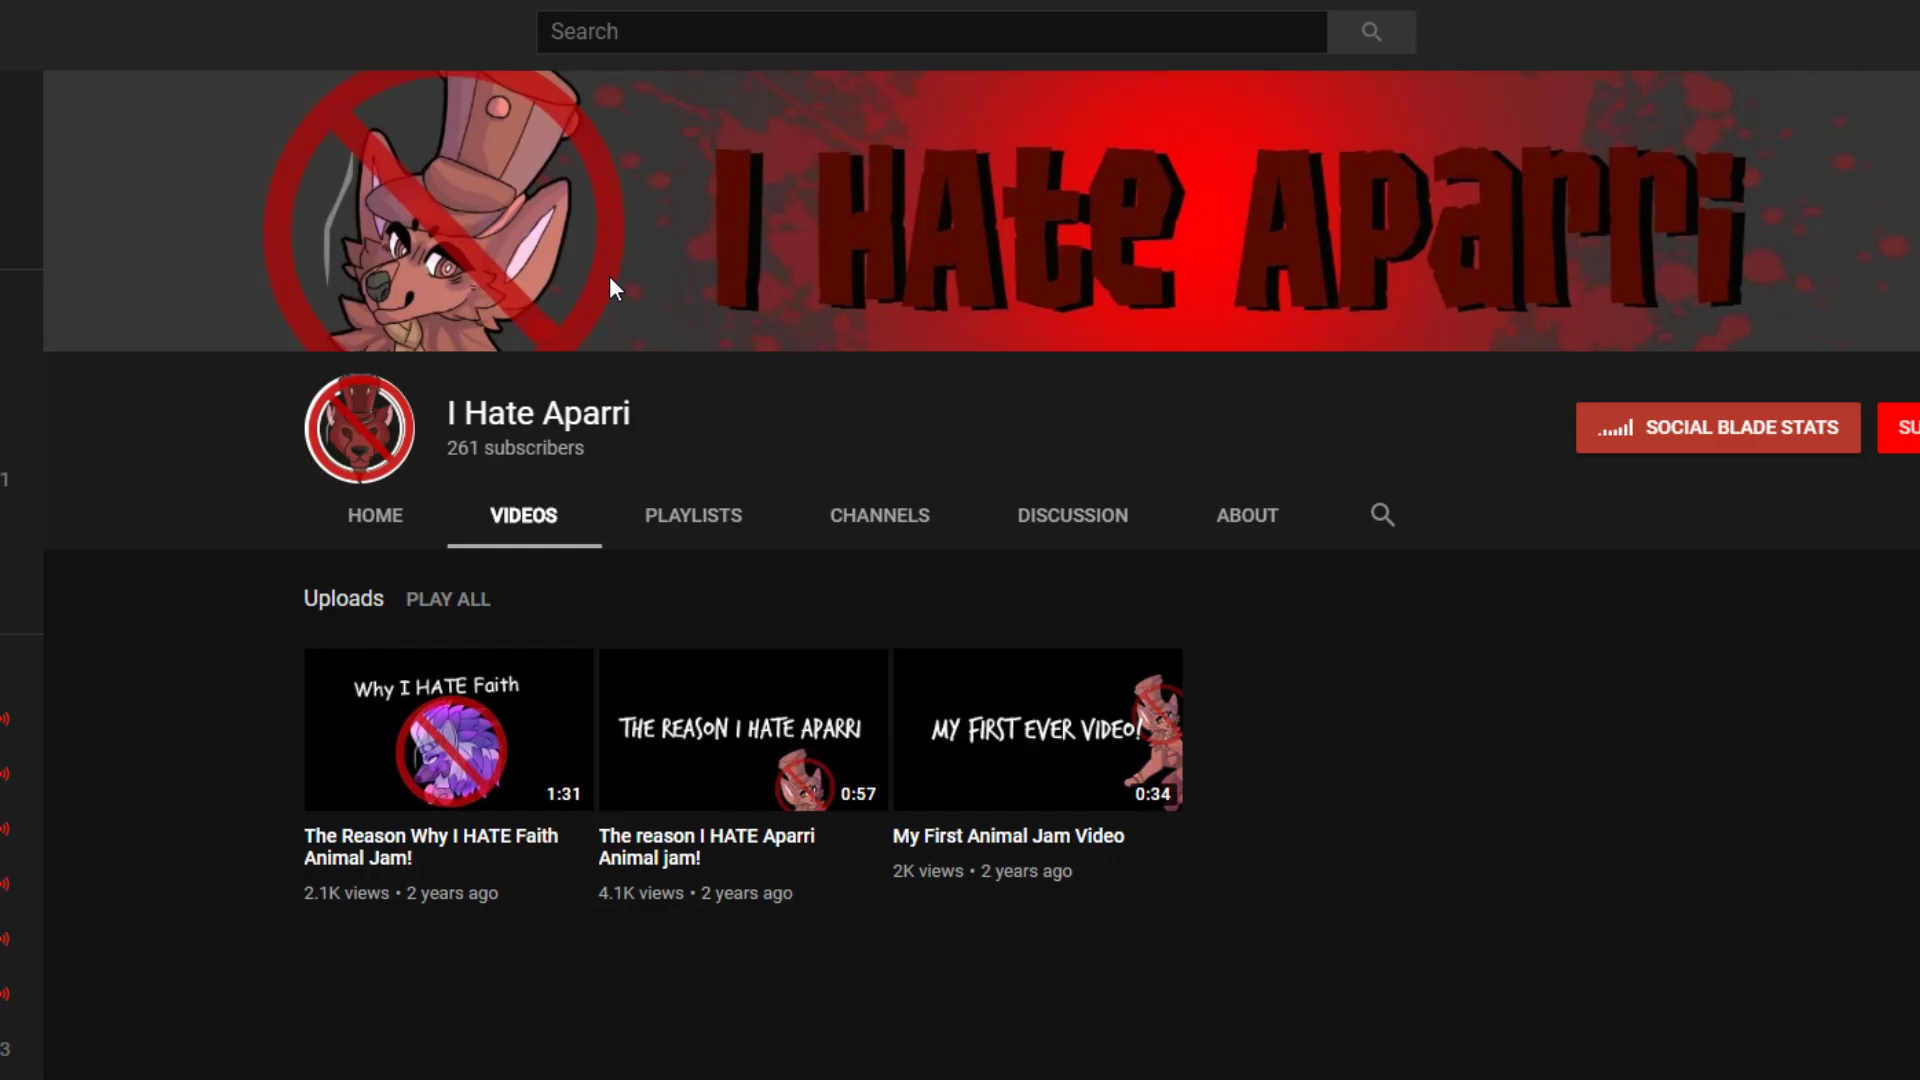 Search
I HAte APArri
I Hate Aparri
261 subscribers
SOCIAL BLADE STATS
SU
1
HOME
VIDEOS
PLAYLISTS
CHANNELS
DISCUSSION
ABOUT
Uploads PLAY ALL
Why I HATE Faith
1:31
THE REASON I HATE APARRI
0:57
MY FIRST EVER VIDEO!
0:34
The Reason Why I HATE Faith
Animal Jam!
2.1K views • 2 years ago
The reason I HATE Aparri
Animal jam!
4.1K views • 2 years ago
My First Animal Jam Video
2K views • 2 years ago
3